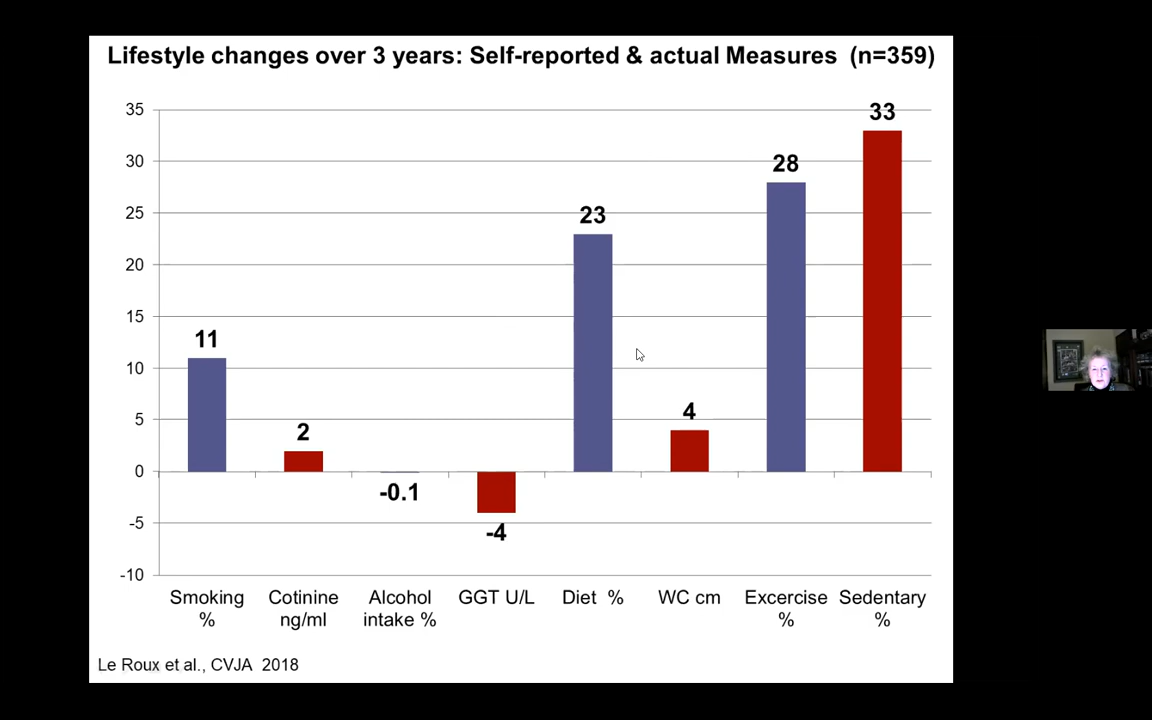 Lifestyle changes over 3 years: Self-reported & actual Measures (n=359)
35
30
25
20
15
10
5
0
-5
-10
11
2
-0.1
-4
23
4
28
33
Smoking %
Cotinine ng/ml
Alcohol intake %
GGT U/L
Diet %
WC cm
Excercise %
Sedentary %
Le Roux et al., CVJA 2018